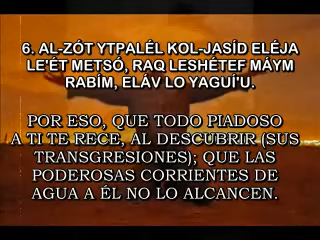 6. AL-ZÓT YTPALÉL KOL-JASÍD ELÉJA
LE'ÉT METSÓ, RAQ LESHÉTEF MÁYM
RABÍM, ELÁV LO YAGUÍ'U.
POR ESO, QUE TODO PIADOSO
A TI TE RECE, AL DESCUBRIR (SUS
TRANSGRESIONES); QUE LAS
PODEROSAS CORRIENTES DE
AGUA A ÉL NO LO ALCANCEN.